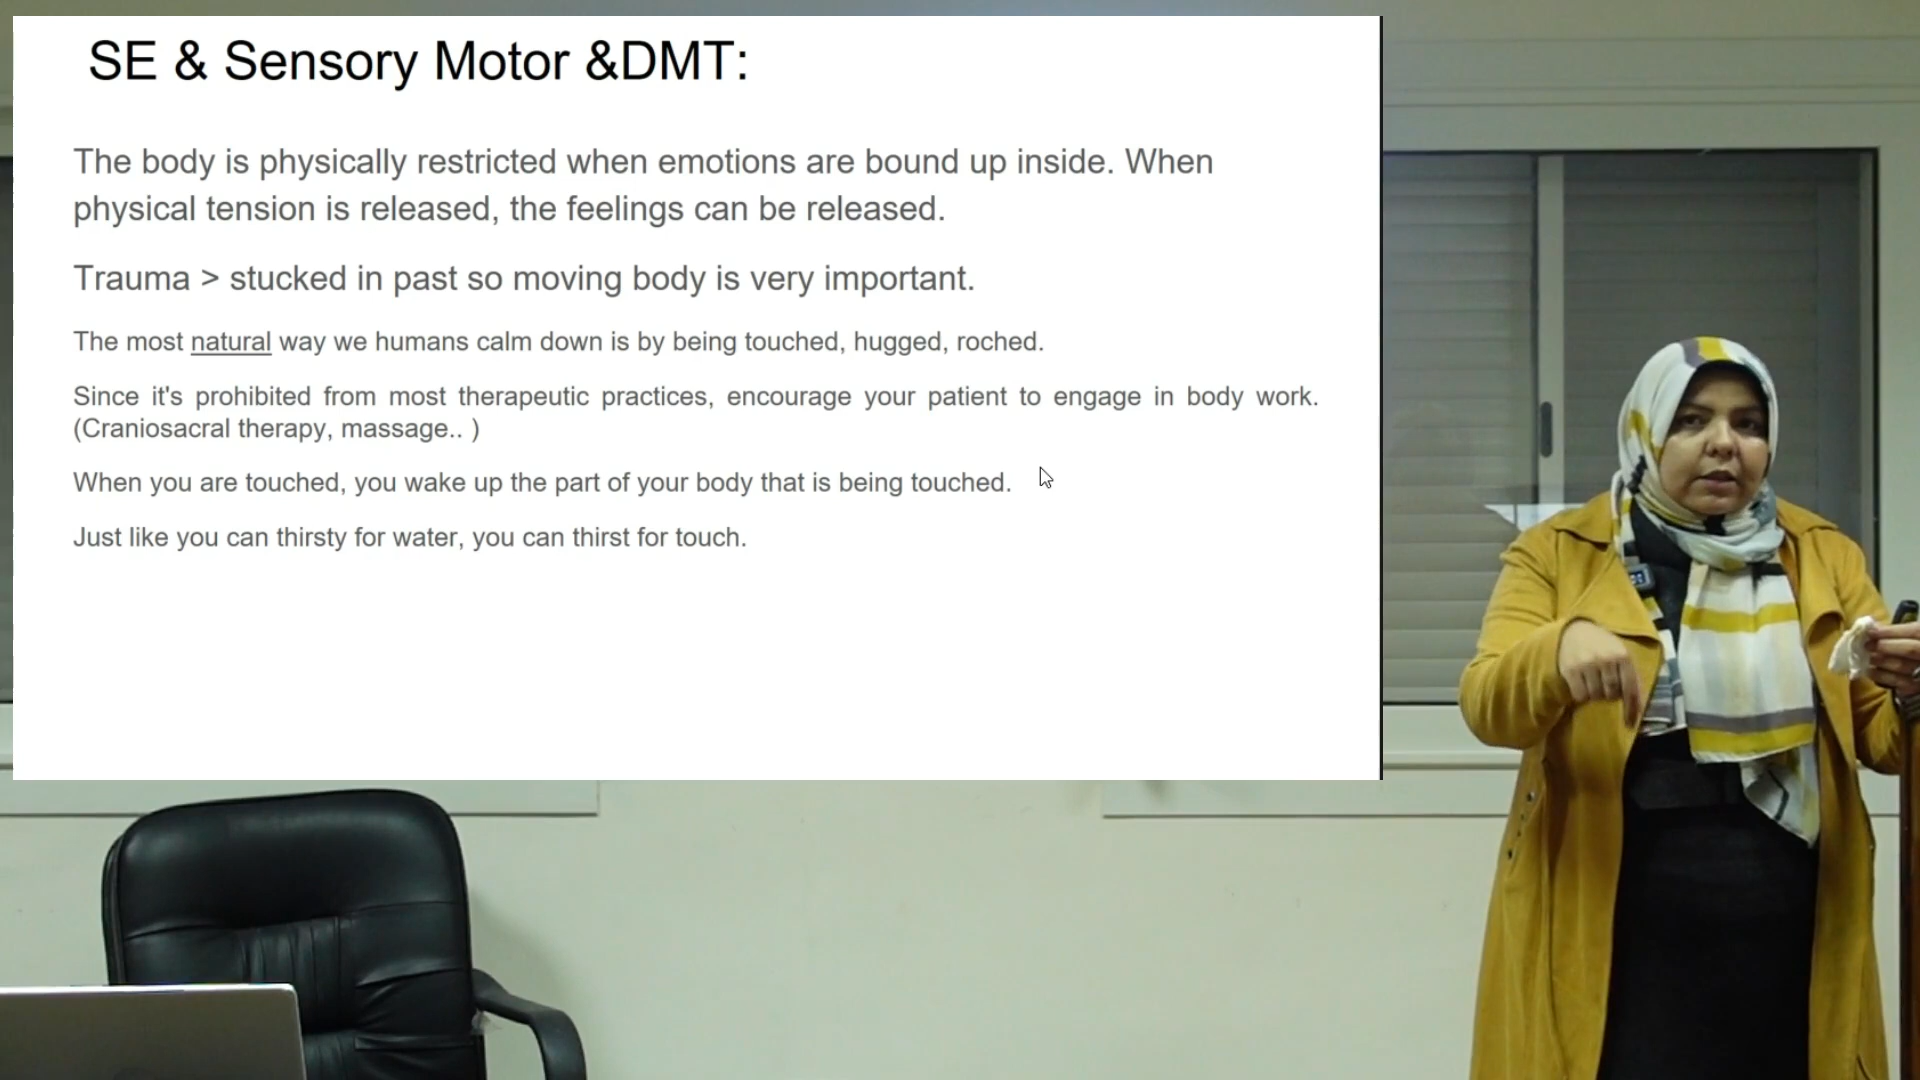 SE & Sensory Motor &DMT:
The body is physically restricted when emotions are bound up inside. When
physical tension is released, the feelings can be released.
Trauma > stucked in past so moving body is very important.
The most natural way we humans calm down is by being touched, hugged, roched.
Since it's prohibited from most therapeutic practices, encourage your patient to engage in body work.
(Craniosacral therapy, massage.. )
When you are touched, you wake up the part of your body that is being touched.
Just like you can thirsty for water, you can thirst for touch.